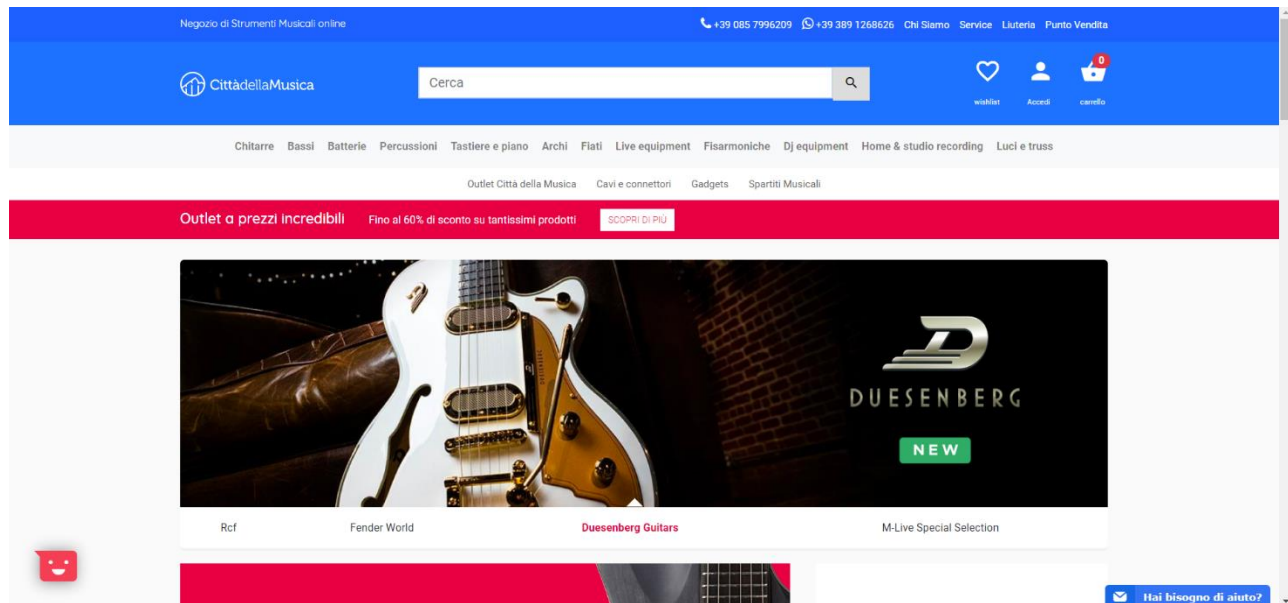 Negozio di Strumenti Musicali online
+39 085 7996209 +39 389 1268626 Chi Siamo Service Liuteria Punto Vendita
CittàdellaMusica
Cerca
0
wishlist Accedi carrello
Chitarre Bassi Batterie Percussioni Tastiere e piano Archi Fiati Live equipment Fisarmoniche Dj equipment Home & studio recording Luci e truss
Outlet Città della Musica Cavi e connettori Gadgets Spartiti Musicali
Outlet a prezzi incredibili Fino al 60% di sconto su tantissimi prodotti SCOPRI DI PIÙ
D
DUESENBERG
NEW
Rcf Fender World Duesenberg Guitars M-Live Special Selection
Hai bisogno di aiuto?